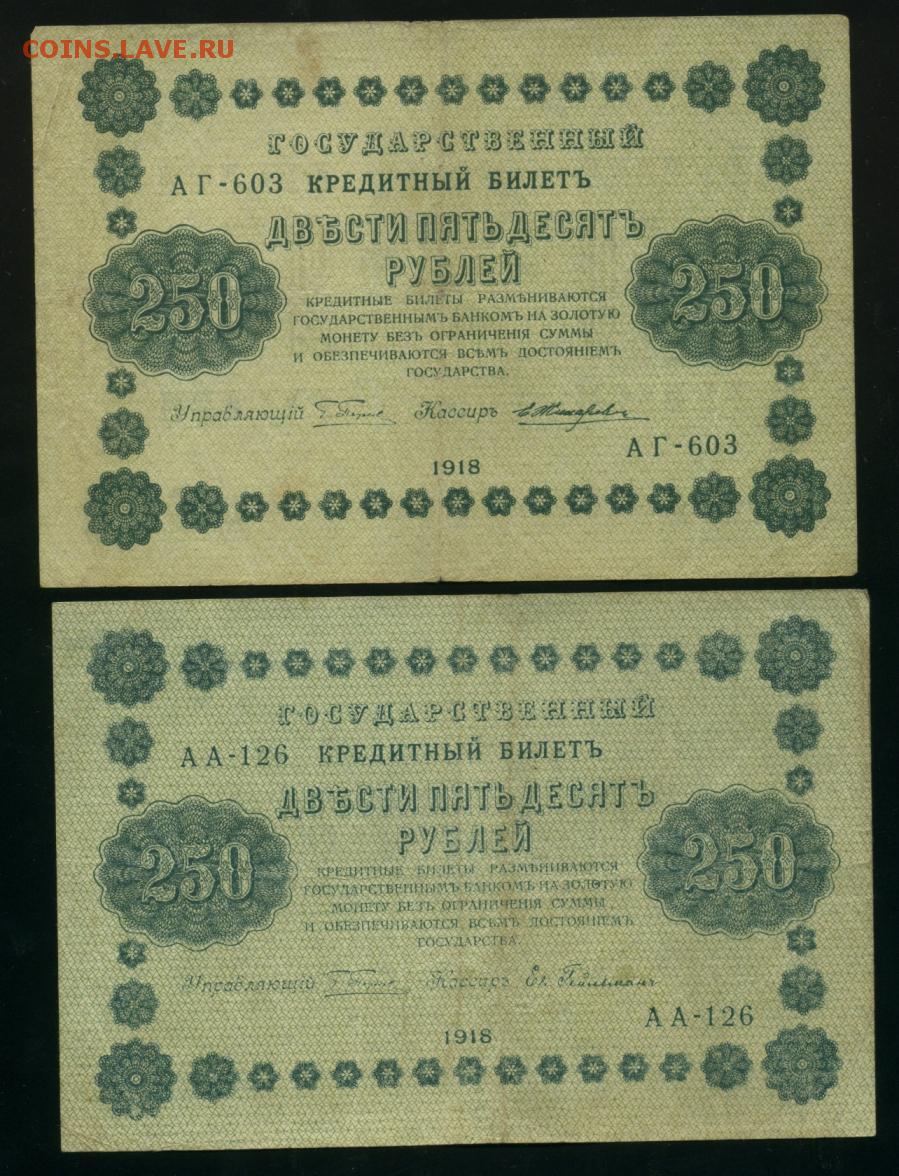 COINS.LAVE.RU
ГОСУДАРСТВЕННЫЙ
АГ-603 КРЕДИТНЫЙ БИЛЕТЪ
ДВѢСТИ ПЯТЬДЕСЯТЪ
РУБЛЕЙ
250 250
КРЕДИТНЫЕ БИЛЕТЫ РАЗМѢНИВАЮТСЯ
ГОСУДАРСТВЕННЫМЪ БАНКОМЪ НА ЗОЛОТУЮ
МОНЕТУ БЕЗЪ ОГРАНИЧЕНІЯ СУММЫ
И ОБЕЗПЕЧИВАЮТСЯ ВСѢМЪ ДОСТОЯНІЕМЪ
ГОСУДАРСТВА.
Управляющій Кассиръ
АГ-603
1918
ГОСУДАРСТВЕННЫЙ
АА-126 КРЕДИТНЫЙ БИЛЕТЪ
ДВѢСТИ ПЯТЬДЕСЯТЪ
РУБЛЕЙ
250 250
КРЕДИТНЫЕ БИЛЕТЫ РАЗМѢНИВАЮТСЯ
ГОСУДАРСТВЕННЫМЪ БАНКОМЪ НА ЗОЛОТУЮ
МОНЕТУ БЕЗЪ ОГРАНИЧЕНІЯ СУММЫ
И ОБЕЗПЕЧИВАЮТСЯ ВСѢМЪ ДОСТОЯНІЕМЪ
ГОСУДАРСТВА.
Управляющій Кассиръ
АА-126
1918